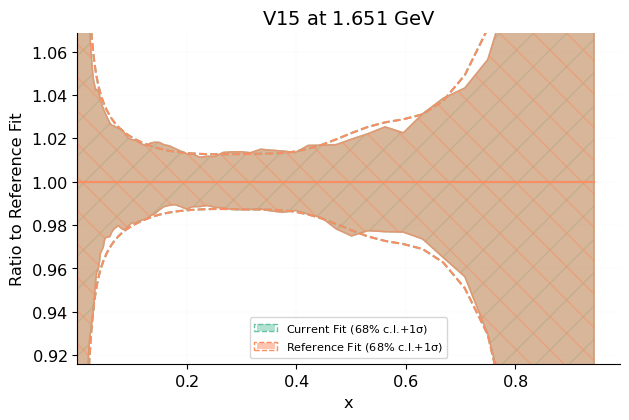 V15 at 1.651 GeV
Ratio to Reference Fit
1.06
1.04
1.02
1.00
0.98
0.96
0.94
0.92
Current Fit (68% c.l.+1σ)
Reference Fit (68% c.l.+1σ)
0.2 0.4 0.6 0.8
x